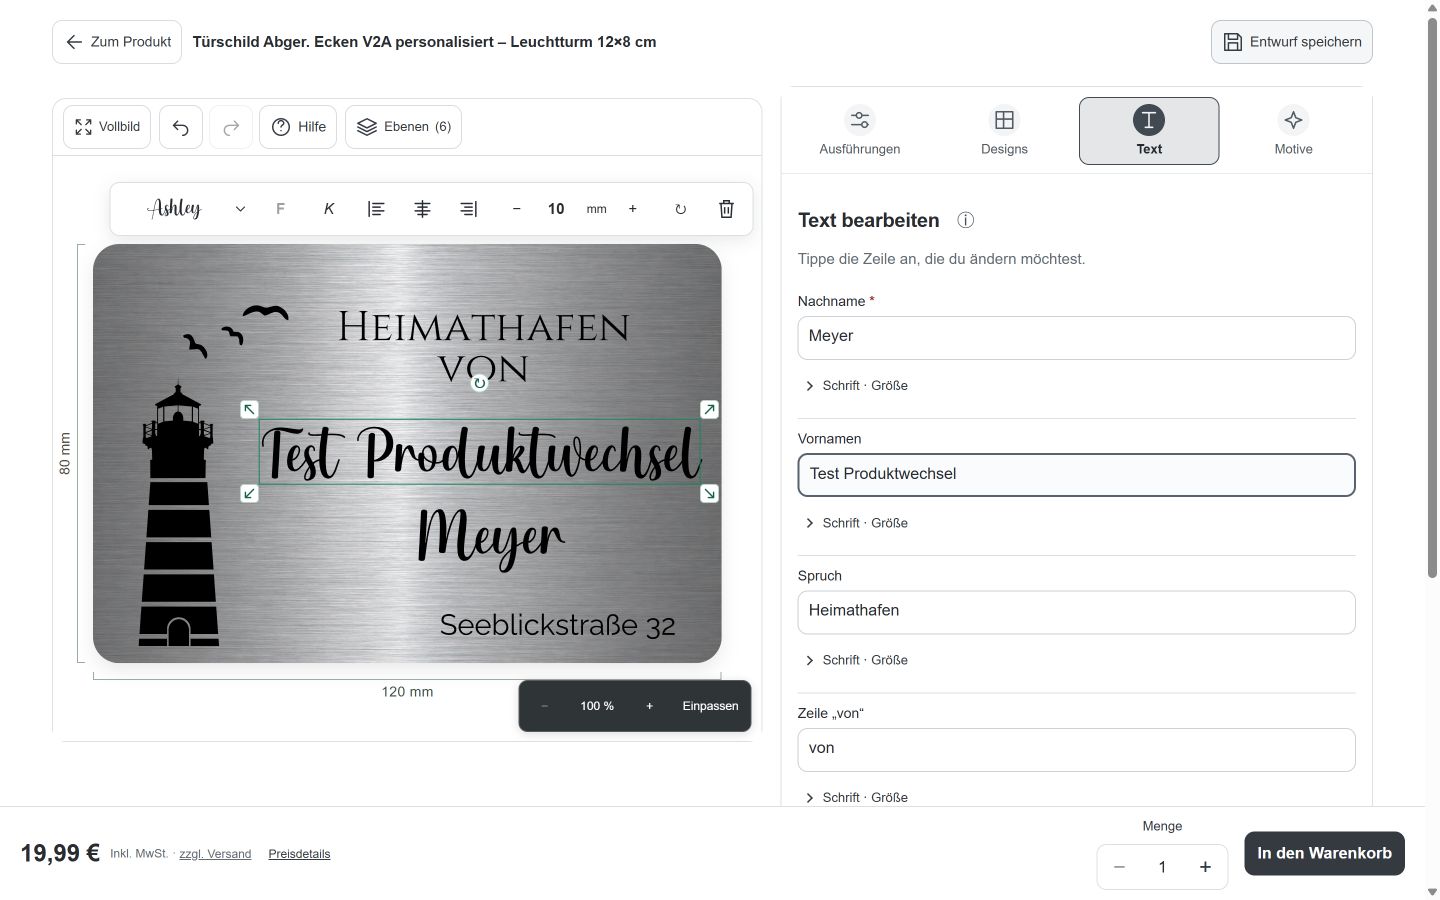 Zum Produkt
Türschild Abger. Ecken V2A personalisiert – Leuchtturm 12×8 cm
Entwurf speichern
Vollbild
Hilfe
Ebenen (6)
Ashley
F K
− 10 mm +
HEIMATHAFEN
VON
Test Produktwechsel
Meyer
Seeblickstraße 32
80 mm
120 mm
− 100 % + Einpassen
Ausführungen
Designs
Text
Motive
Text bearbeiten
Tippe die Zeile an, die du ändern möchtest.
Nachname *
Meyer
Schrift · Größe
Vornamen
Test Produktwechsel
Schrift · Größe
Spruch
Heimathafen
Schrift · Größe
Zeile „von“
von
Schrift · Größe
19,99 € Inkl. MwSt. · zzgl. Versand Preisdetails
Menge
− 1 +
In den Warenkorb